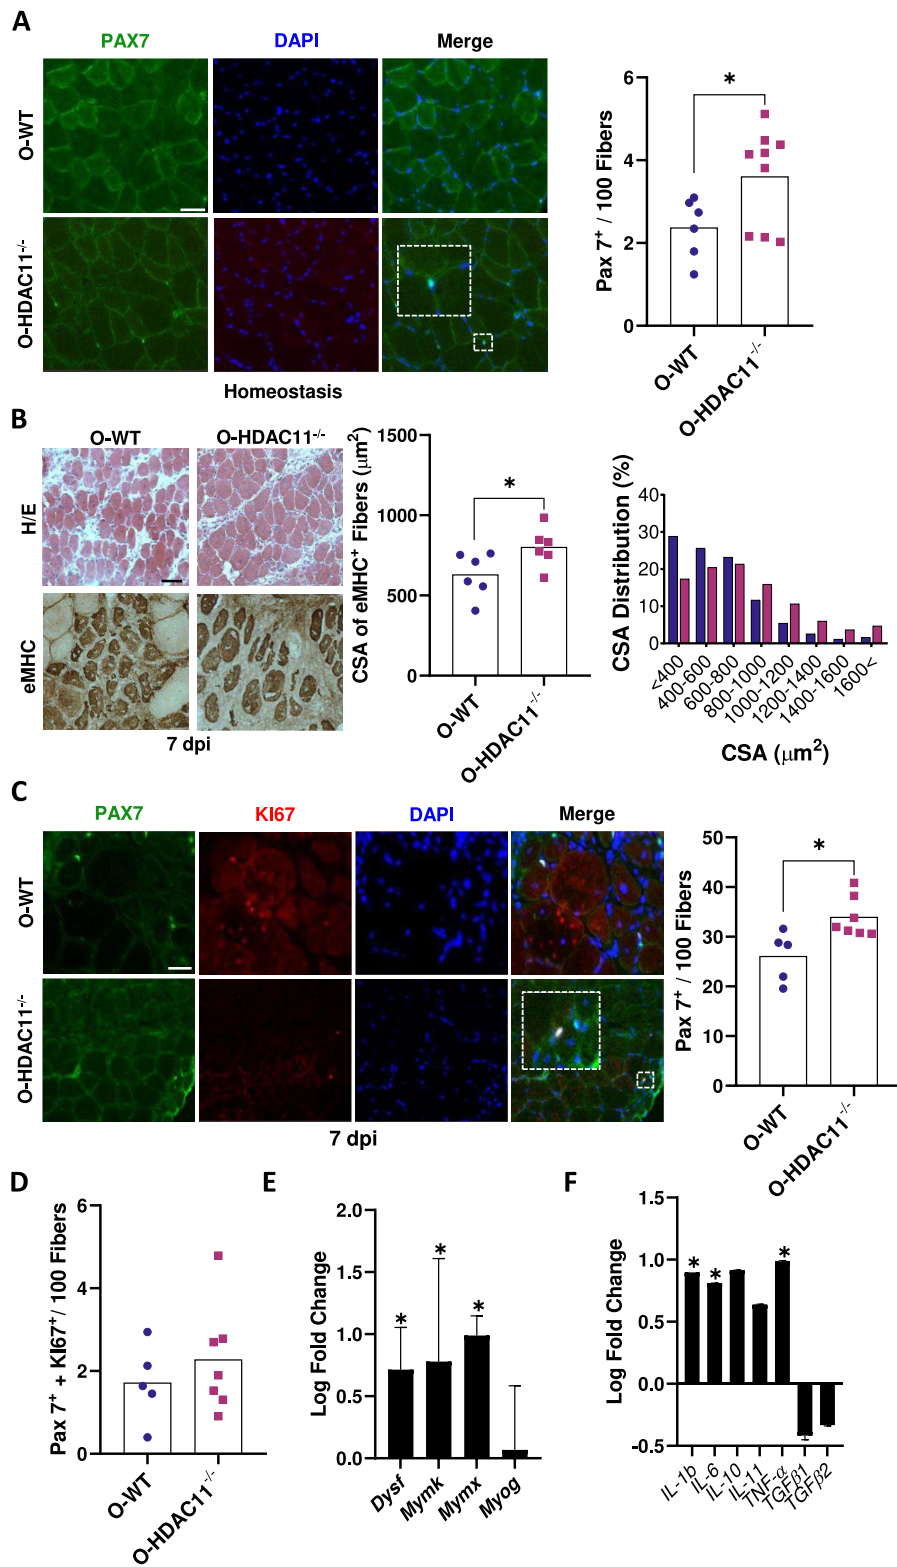 A
PAX7 DAPI Merge
O-WT
O-HDAC11-/-
Homeostasis
Pax 7+ / 100 Fibers
6
4
2
0
*
O-WT
O-HDAC11-/-
B
O-WT O-HDAC11-/-
H/E
eMHC
7 dpi
CSA of eMHC+ Fibers (μm2)
1500
1000
500
0
*
O-WT
O-HDAC11-/-
CSA Distribution (%)
40
30
20
10
0
<400
400-600
600-800
800-1000
1000-1200
1200-1400
1400-1600
1600<
CSA (μm2)
C
PAX7 KI67 DAPI Merge
O-WT
O-HDAC11-/-
7 dpi
Pax 7+ / 100 Fibers
50
40
30
20
10
0
*
O-WT
O-HDAC11-/-
D
Pax 7+ + KI67+/ 100 Fibers
6
4
2
0
O-WT
O-HDAC11-/-
E
Log Fold Change
2.0
1.5
1.0
0.5
0.0
* * *
Dysf
Mymk
Mymx
Myog
F
Log Fold Change
1.5
1.0
0.5
0.0
-0.5
* * *
IL-1b
IL-6
IL-10
IL-11
TNF-α
TGFβ1
TGFβ2